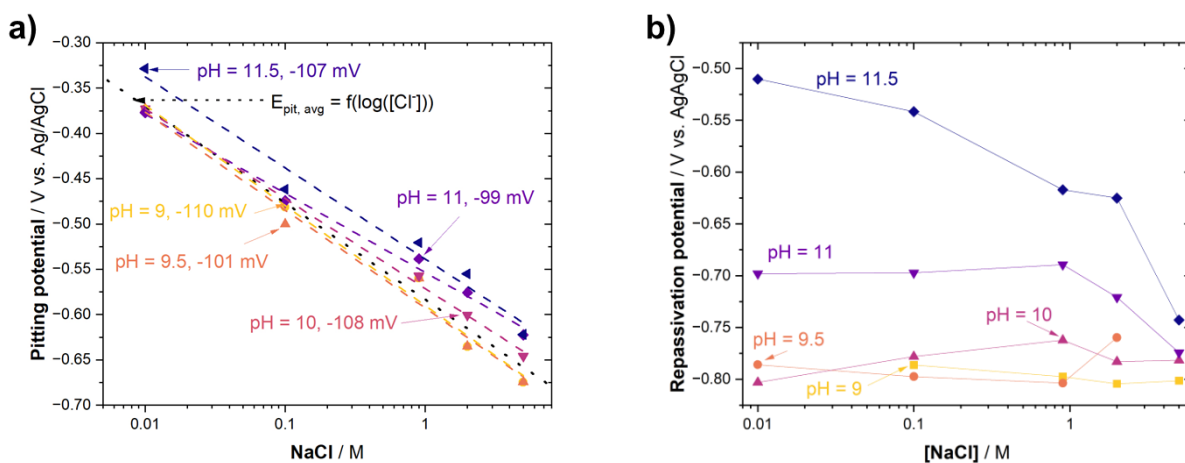 a)
−0.30
−0.35
−0.40
−0.45
−0.50
−0.55
−0.60
−0.65
−0.70
Pitting potential / V vs. Ag/AgCl
0.01
0.1
1
NaCl / M
pH = 11.5, -107 mV
E_pit, avg = f(log([Cl⁻]))
pH = 11, -99 mV
pH = 9, -110 mV
pH = 9.5, -101 mV
pH = 10, -108 mV
b)
−0.50
−0.55
−0.60
−0.65
−0.70
−0.75
−0.80
Repassivation potential / V vs. AgAgCl
0.01
0.1
1
[NaCl] / M
pH = 11.5
pH = 11
pH = 10
pH = 9.5
pH = 9